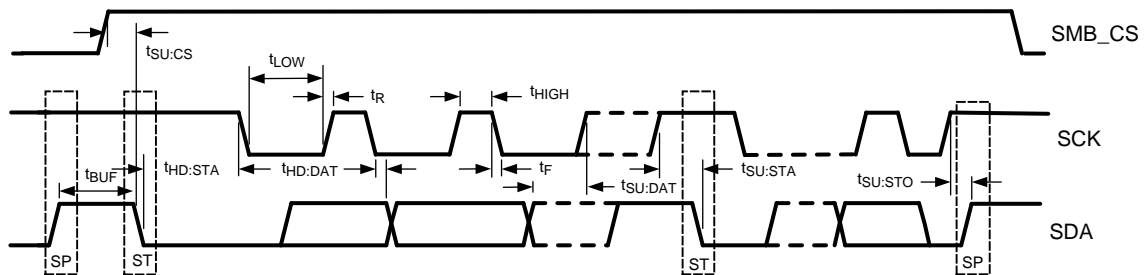 SMB_CS
tSU:CS
tLOW
tR
tHIGH
SCK
tBUF
tHD:STA
tHD:DAT
tF
tSU:DAT
tSU:STA
tSU:STO
SDA
SP
ST
ST
SP